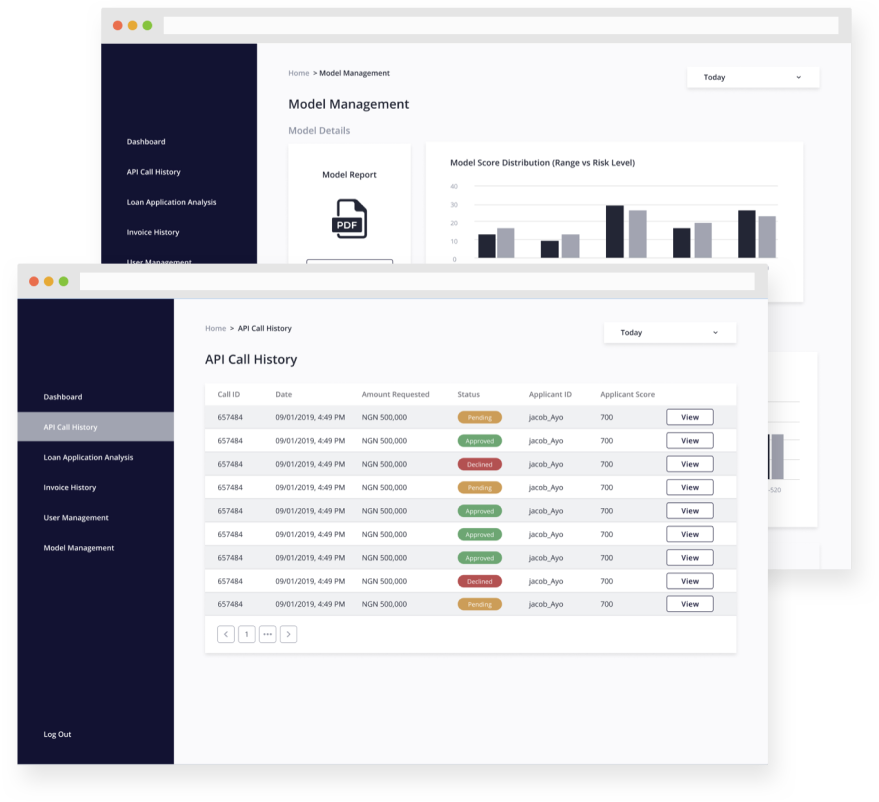 Home > Model Management
Today
Model Management
Model Details
Dashboard
API Call History
Loan Application Analysis
Invoice History
User Management
Model Report
PDF
Model Score Distribution (Range vs Risk Level)
40
30
20
10
0
-520
Home > API Call History
Today
API Call History
Dashboard
API Call History
Loan Application Analysis
Invoice History
User Management
Model Management
Log Out
Call ID Date Amount Requested Status Applicant ID Applicant Score
657484 09/01/2019, 4:49 PM NGN 500,000 Pending jacob_Ayo 700 View
657484 09/01/2019, 4:49 PM NGN 500,000 Approved jacob_Ayo 700 View
657484 09/01/2019, 4:49 PM NGN 500,000 Declined jacob_Ayo 700 View
657484 09/01/2019, 4:49 PM NGN 500,000 Pending jacob_Ayo 700 View
657484 09/01/2019, 4:49 PM NGN 500,000 Approved jacob_Ayo 700 View
657484 09/01/2019, 4:49 PM NGN 500,000 Approved jacob_Ayo 700 View
657484 09/01/2019, 4:49 PM NGN 500,000 Approved jacob_Ayo 700 View
657484 09/01/2019, 4:49 PM NGN 500,000 Declined jacob_Ayo 700 View
657484 09/01/2019, 4:49 PM NGN 500,000 Pending jacob_Ayo 700 View
< 1 ••• >